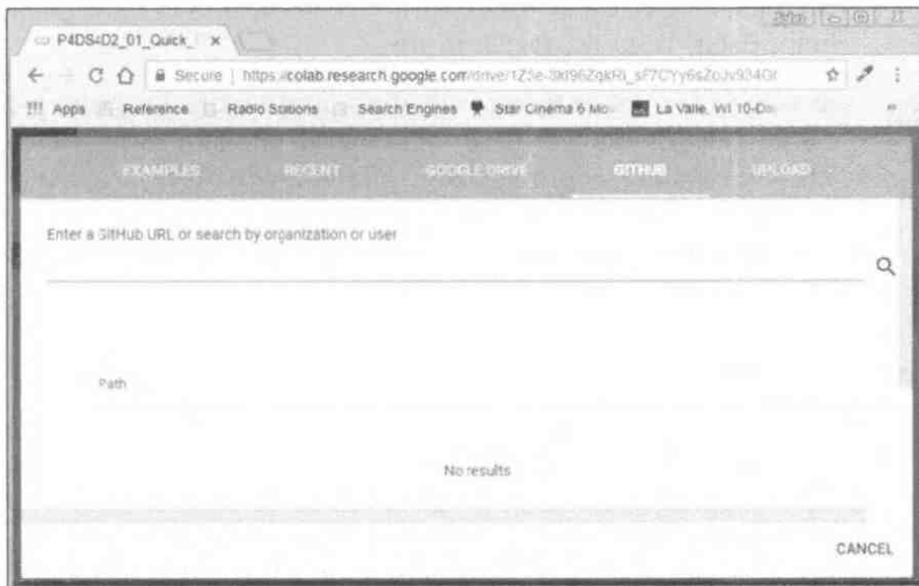 P4DS4D2_01_Quick_
Secure | https://colab.research.google.com/drive/
Apps Reference Radio Stations Search Engines Star Cinema 6 Mov La Valle, WI 10-Da
EXAMPLES RECENT GOOGLE DRIVE GITHUB UPLOAD
Enter a GitHub URL or search by organization or user
Path
No results
CANCEL